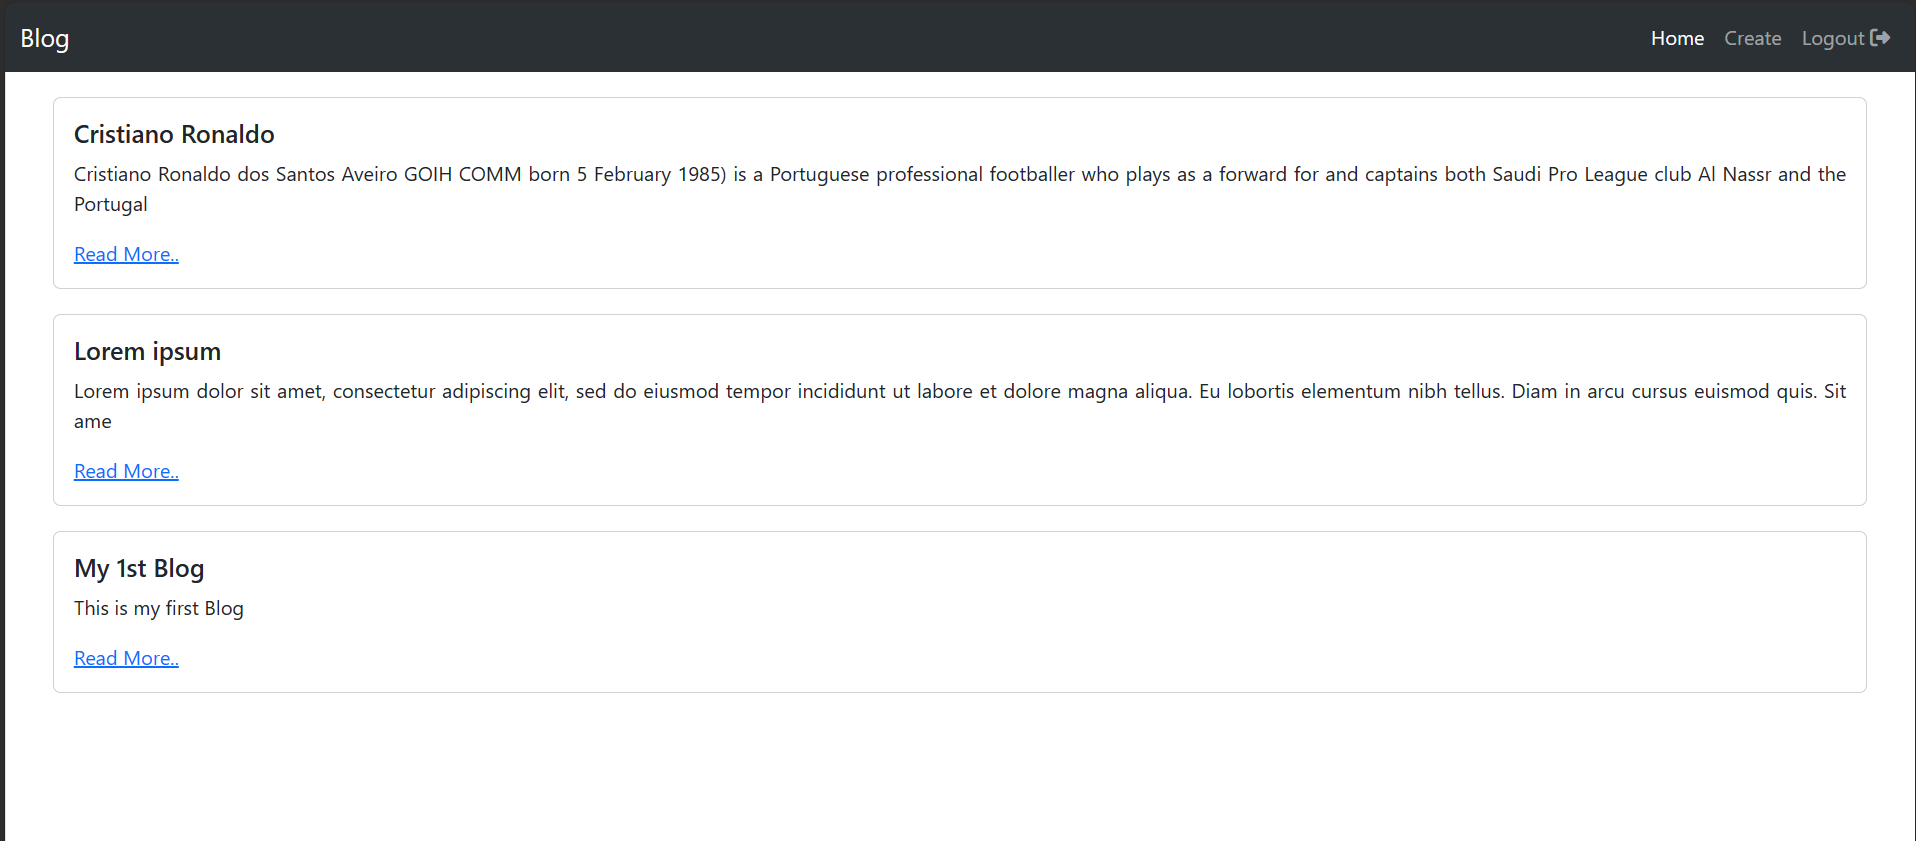 Blog
Home Create Logout
Cristiano Ronaldo
Cristiano Ronaldo dos Santos Aveiro GOIH COMM born 5 February 1985) is a Portuguese professional footballer who plays as a forward for and captains both Saudi Pro League club Al Nassr and the
Portugal
Read More..
Lorem ipsum
Lorem ipsum dolor sit amet, consectetur adipiscing elit, sed do eiusmod tempor incididunt ut labore et dolore magna aliqua. Eu lobortis elementum nibh tellus. Diam in arcu cursus euismod quis. Sit
ame
Read More..
My 1st Blog
This is my first Blog
Read More..